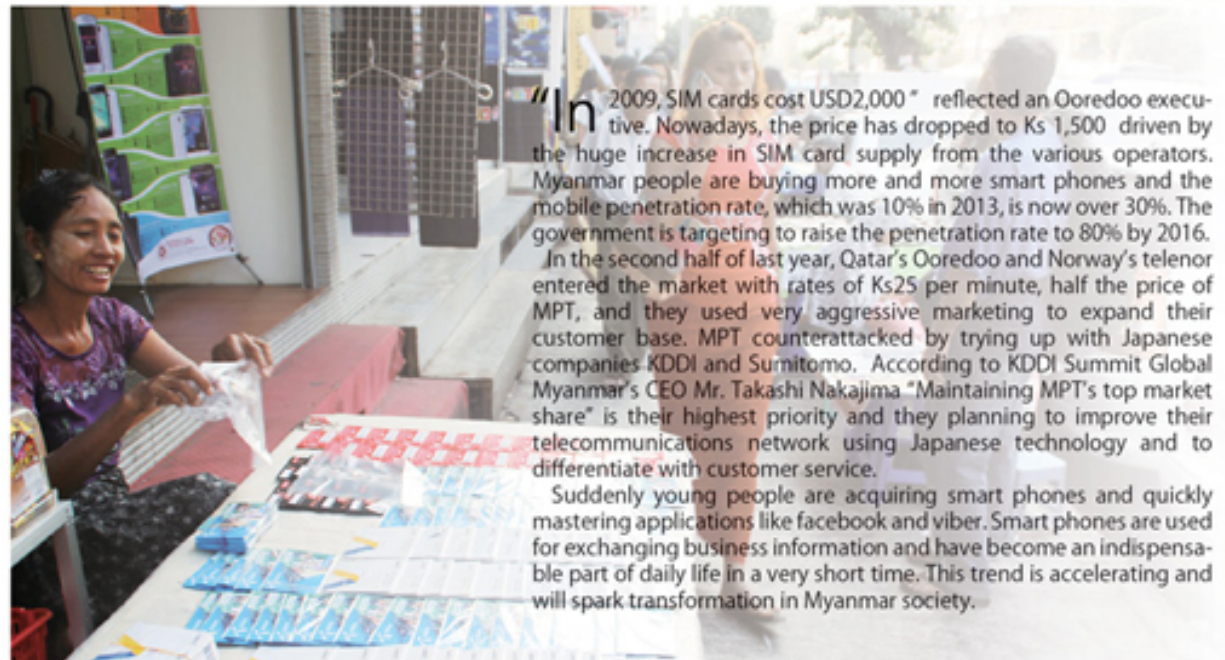 “In 2009, SIM cards cost USD2,000 “ reflected an Ooredoo execu-
tive. Nowadays, the price has dropped to Ks 1,500 driven by
the huge increase in SIM card supply from the various operators.
Myanmar people are buying more and more smart phones and the
mobile penetration rate, which was 10% in 2013, is now over 30%. The
government is targeting to raise the penetration rate to 80% by 2016.
In the second half of last year, Qatar’s Ooredoo and Norway’s telenor
entered the market with rates of Ks25 per minute, half the price of
MPT, and they used very aggressive marketing to expand their
customer base. MPT counterattacked by trying up with Japanese
companies KDDI and Sumitomo. According to KDDI Summit Global
Myanmar’s CEO Mr. Takashi Nakajima “Maintaining MPT’s top market
share” is their highest priority and they planning to improve their
telecommunications network using Japanese technology and to
differentiate with customer service.
Suddenly young people are acquiring smart phones and quickly
mastering applications like facebook and viber. Smart phones are used
for exchanging business information and have become an indispensa-
ble part of daily life in a very short time. This trend is accelerating and
will spark transformation in Myanmar society.